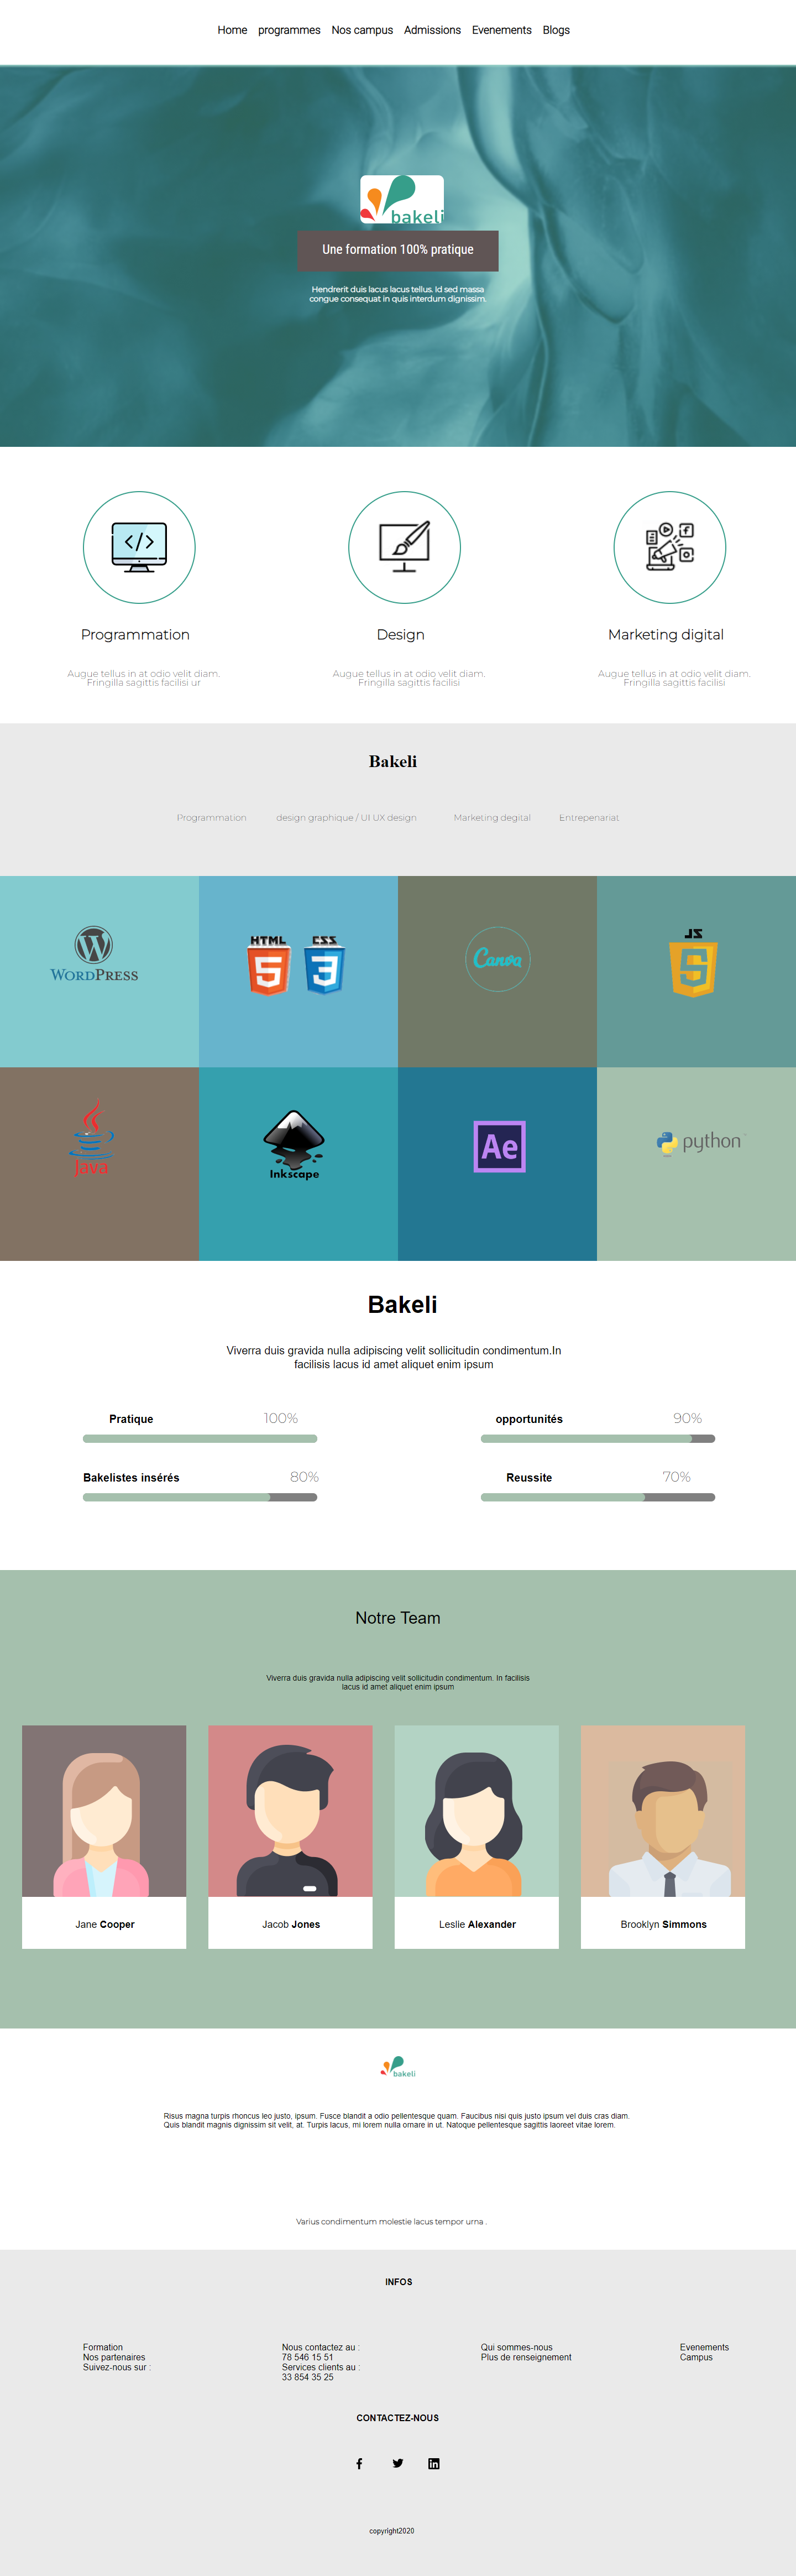 Home programmes Nos campus Admissions Evenements Blogs
bakeli
Une formation 100% pratique
Hendrerit duis lacus lacus tellus. Id sed massa
congue consequat in quis interdum dignissim.
Programmation Design Marketing digital
Augue tellus in at odio velit diam.
Fringilla sagittis facilisi ur
Augue tellus in at odio velit diam.
Fringilla sagittis facilisi
Augue tellus in at odio velit diam.
Fringilla sagittis facilisi
Bakeli
Programmation design graphique / UI UX design Marketing degital Entrepenariat
WORDPRESS
HTML 5 CSS 3
Canva
JS 5
Java
Inkscape
Ae
python
Bakeli
Viverra duis gravida nulla adipiscing velit sollicitudin condimentum.In
facilisis lacus id amet aliquet enim ipsum
Pratique 100% opportunités 90%
Bakelistes insérés 80% Reussite 70%
Notre Team
Viverra duis gravida nulla adipiscing velit sollicitudin condimentum. In facilisis
lacus id amet aliquet enim ipsum
Jane Cooper Jacob Jones Leslie Alexander Brooklyn Simmons
bakeli
Risus magna turpis rhoncus leo justo, ipsum. Fusce blandit a odio pellentesque quam. Faucibus nisi quis justo ipsum vel duis cras diam.
Quis blandit magnis dignissim sit velit, at. Turpis lacus, mi lorem nulla ornare in ut. Natoque pellentesque sagittis laoreet vitae lorem.
Varius condimentum molestie lacus tempor urna .
INFOS
Formation
Nos partenaires
Suivez-nous sur :
Nous contactez au :
78 546 15 51
Services clients au :
33 854 35 25
Qui sommes-nous
Plus de renseignement
Evenements
Campus
CONTACTEZ-NOUS
copyright2020